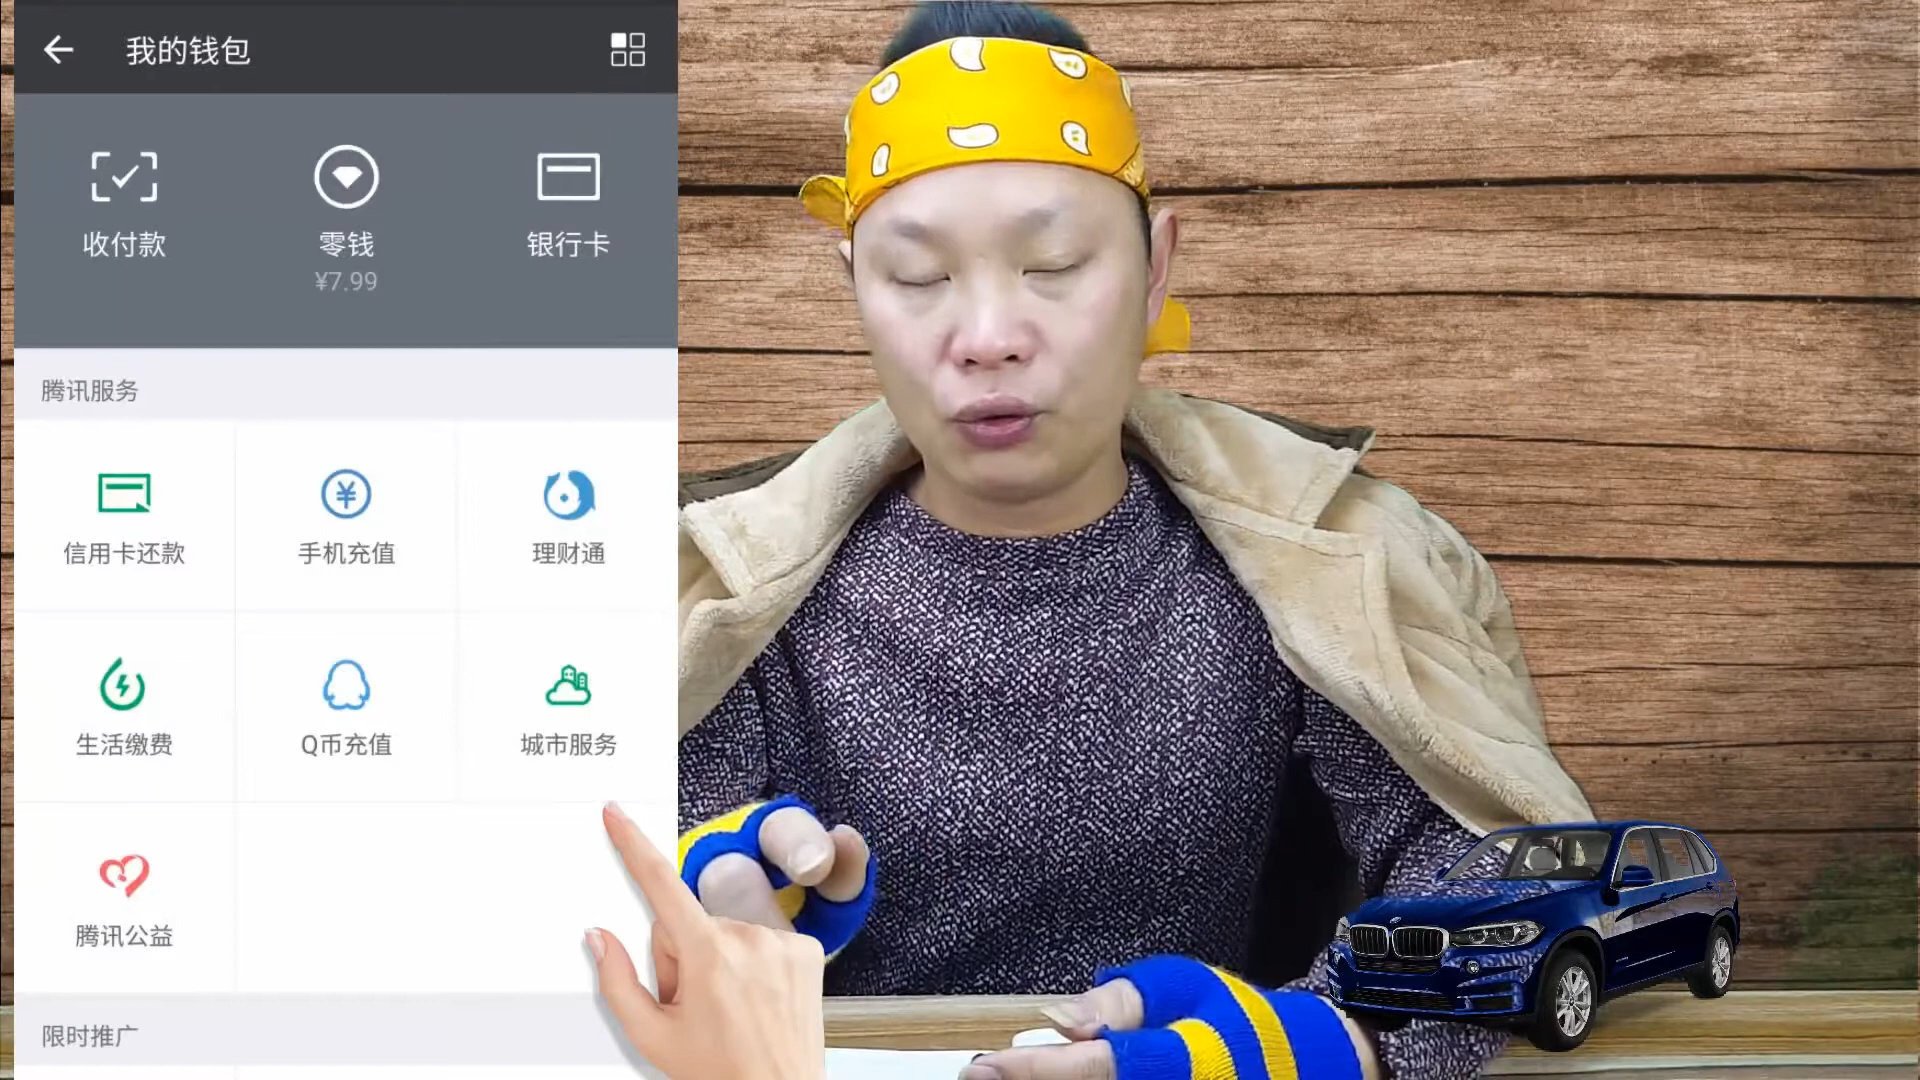 我的钱包
收付款
零钱
银行卡
¥7.99
腾讯服务
信用卡还款
手机充值
理财通
生活缴费
Q币充值
城市服务
腾讯公益
限时推广